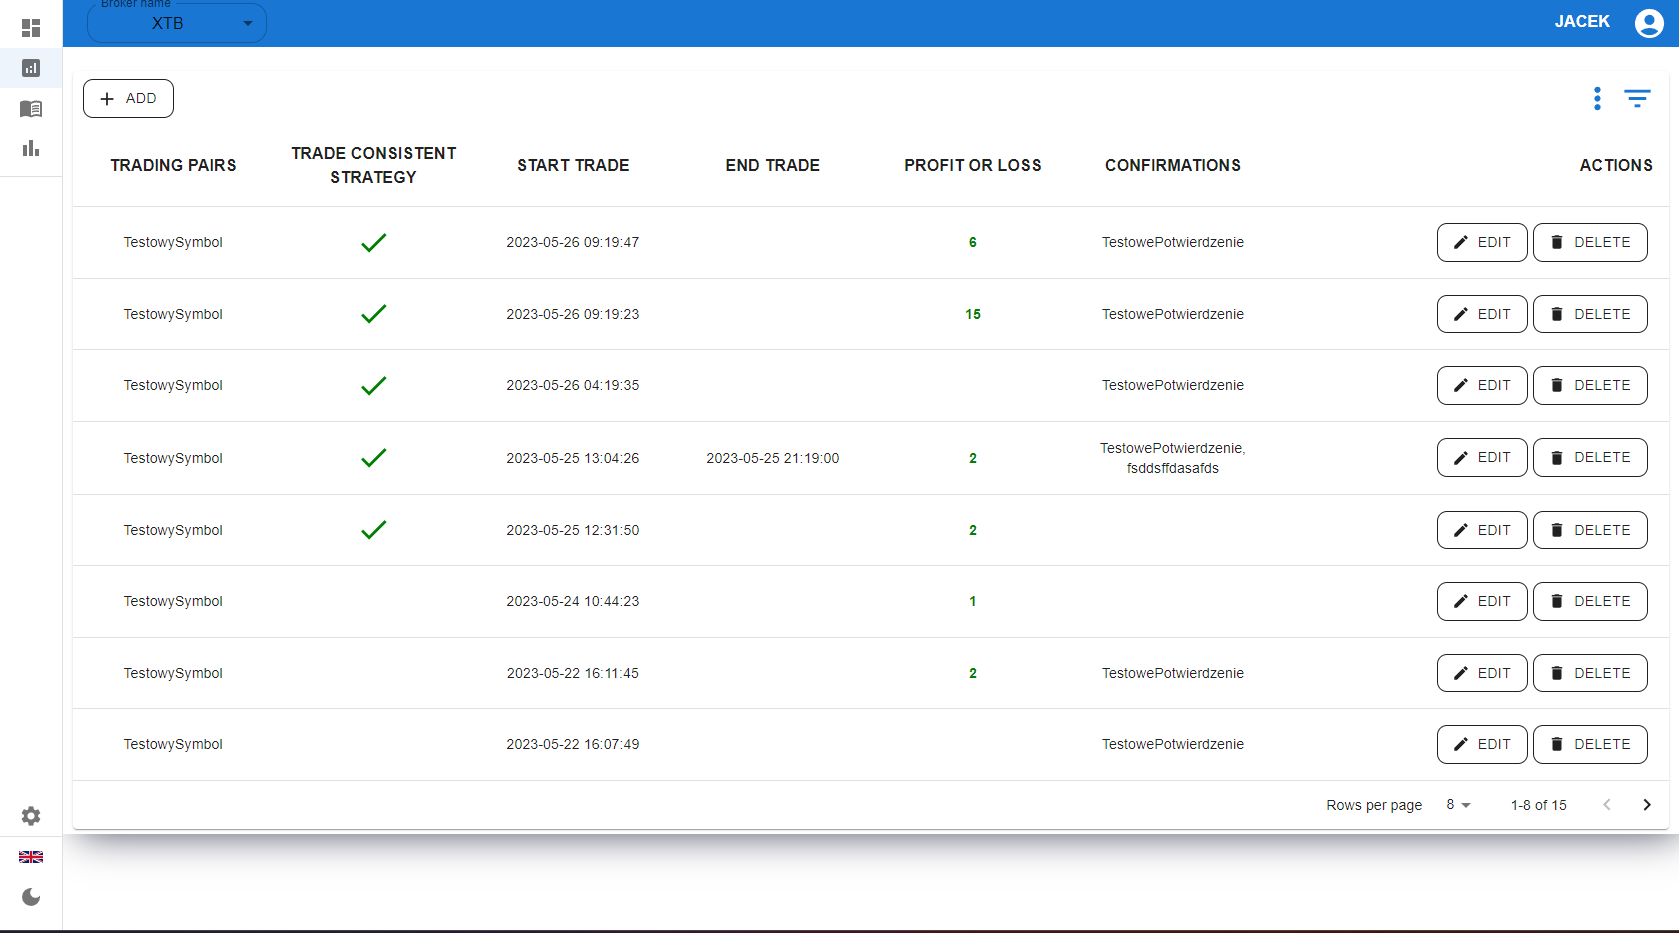 Broker name
XTB
JACEK
ADD
TRADING PAIRS
TRADE CONSISTENT
STRATEGY
START TRADE
END TRADE
PROFIT OR LOSS
CONFIRMATIONS
ACTIONS
TestowySymbol 2023-05-26 09:19:47 6 TestowePotwierdzenie EDIT DELETE
TestowySymbol 2023-05-26 09:19:23 15 TestowePotwierdzenie EDIT DELETE
TestowySymbol 2023-05-26 04:19:35 TestowePotwierdzenie EDIT DELETE
TestowySymbol 2023-05-25 13:04:26 2023-05-25 21:19:00 2 TestowePotwierdzenie, EDIT DELETE
fsddsffdasafds
TestowySymbol 2023-05-25 12:31:50 2 EDIT DELETE
TestowySymbol 2023-05-24 10:44:23 1 EDIT DELETE
TestowySymbol 2023-05-22 16:11:45 2 TestowePotwierdzenie EDIT DELETE
TestowySymbol 2023-05-22 16:07:49 TestowePotwierdzenie EDIT DELETE
Rows per page 8 1-8 of 15